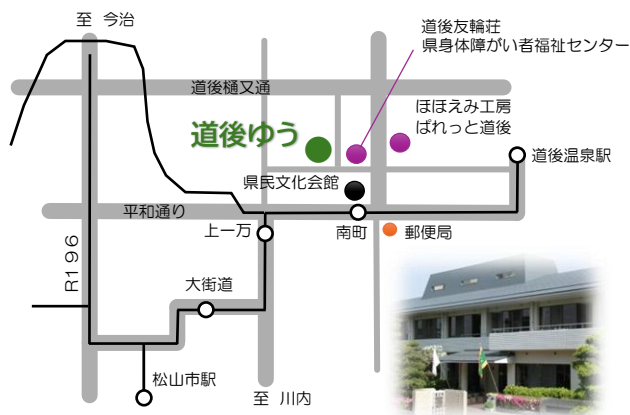 至 今治
道後友輪荘
県身体障がい者福祉センター
道後樋又通
ほほえみ工房
ぱれっと道後
道後ゆう
道後温泉駅
県民文化会館
平和通り
上一万
南町
郵便局
R196
大街道
松山市駅
至 川内